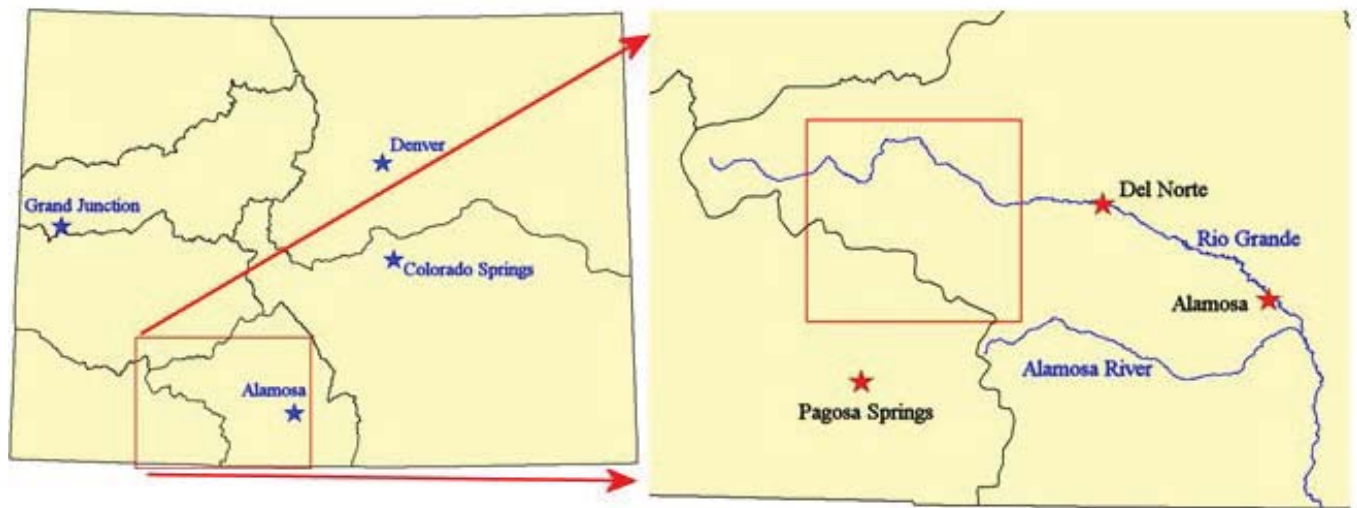 Denver
Grand Junction
Colorado Springs
Alamosa
Del Norte
Rio Grande
Alamosa
Alamosa River
Pagosa Springs